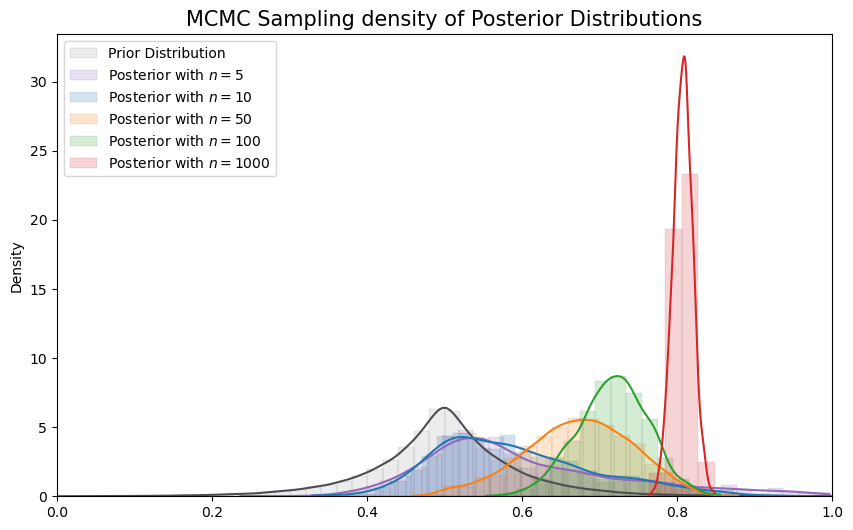 MCMC Sampling density of Posterior Distributions
Prior Distribution
Posterior with n = 5
Posterior with n = 10
Posterior with n = 50
Posterior with n = 100
Posterior with n = 1000
Density
30
25
20
15
10
5
0
0.0 0.2 0.4 0.6 0.8 1.0